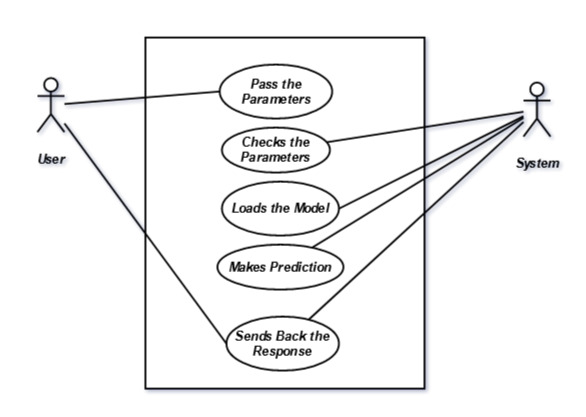 Pass the
Parameters
Checks the
Parameters
User
System
Loads the Model
Makes Prediction
Sends Back the
Response